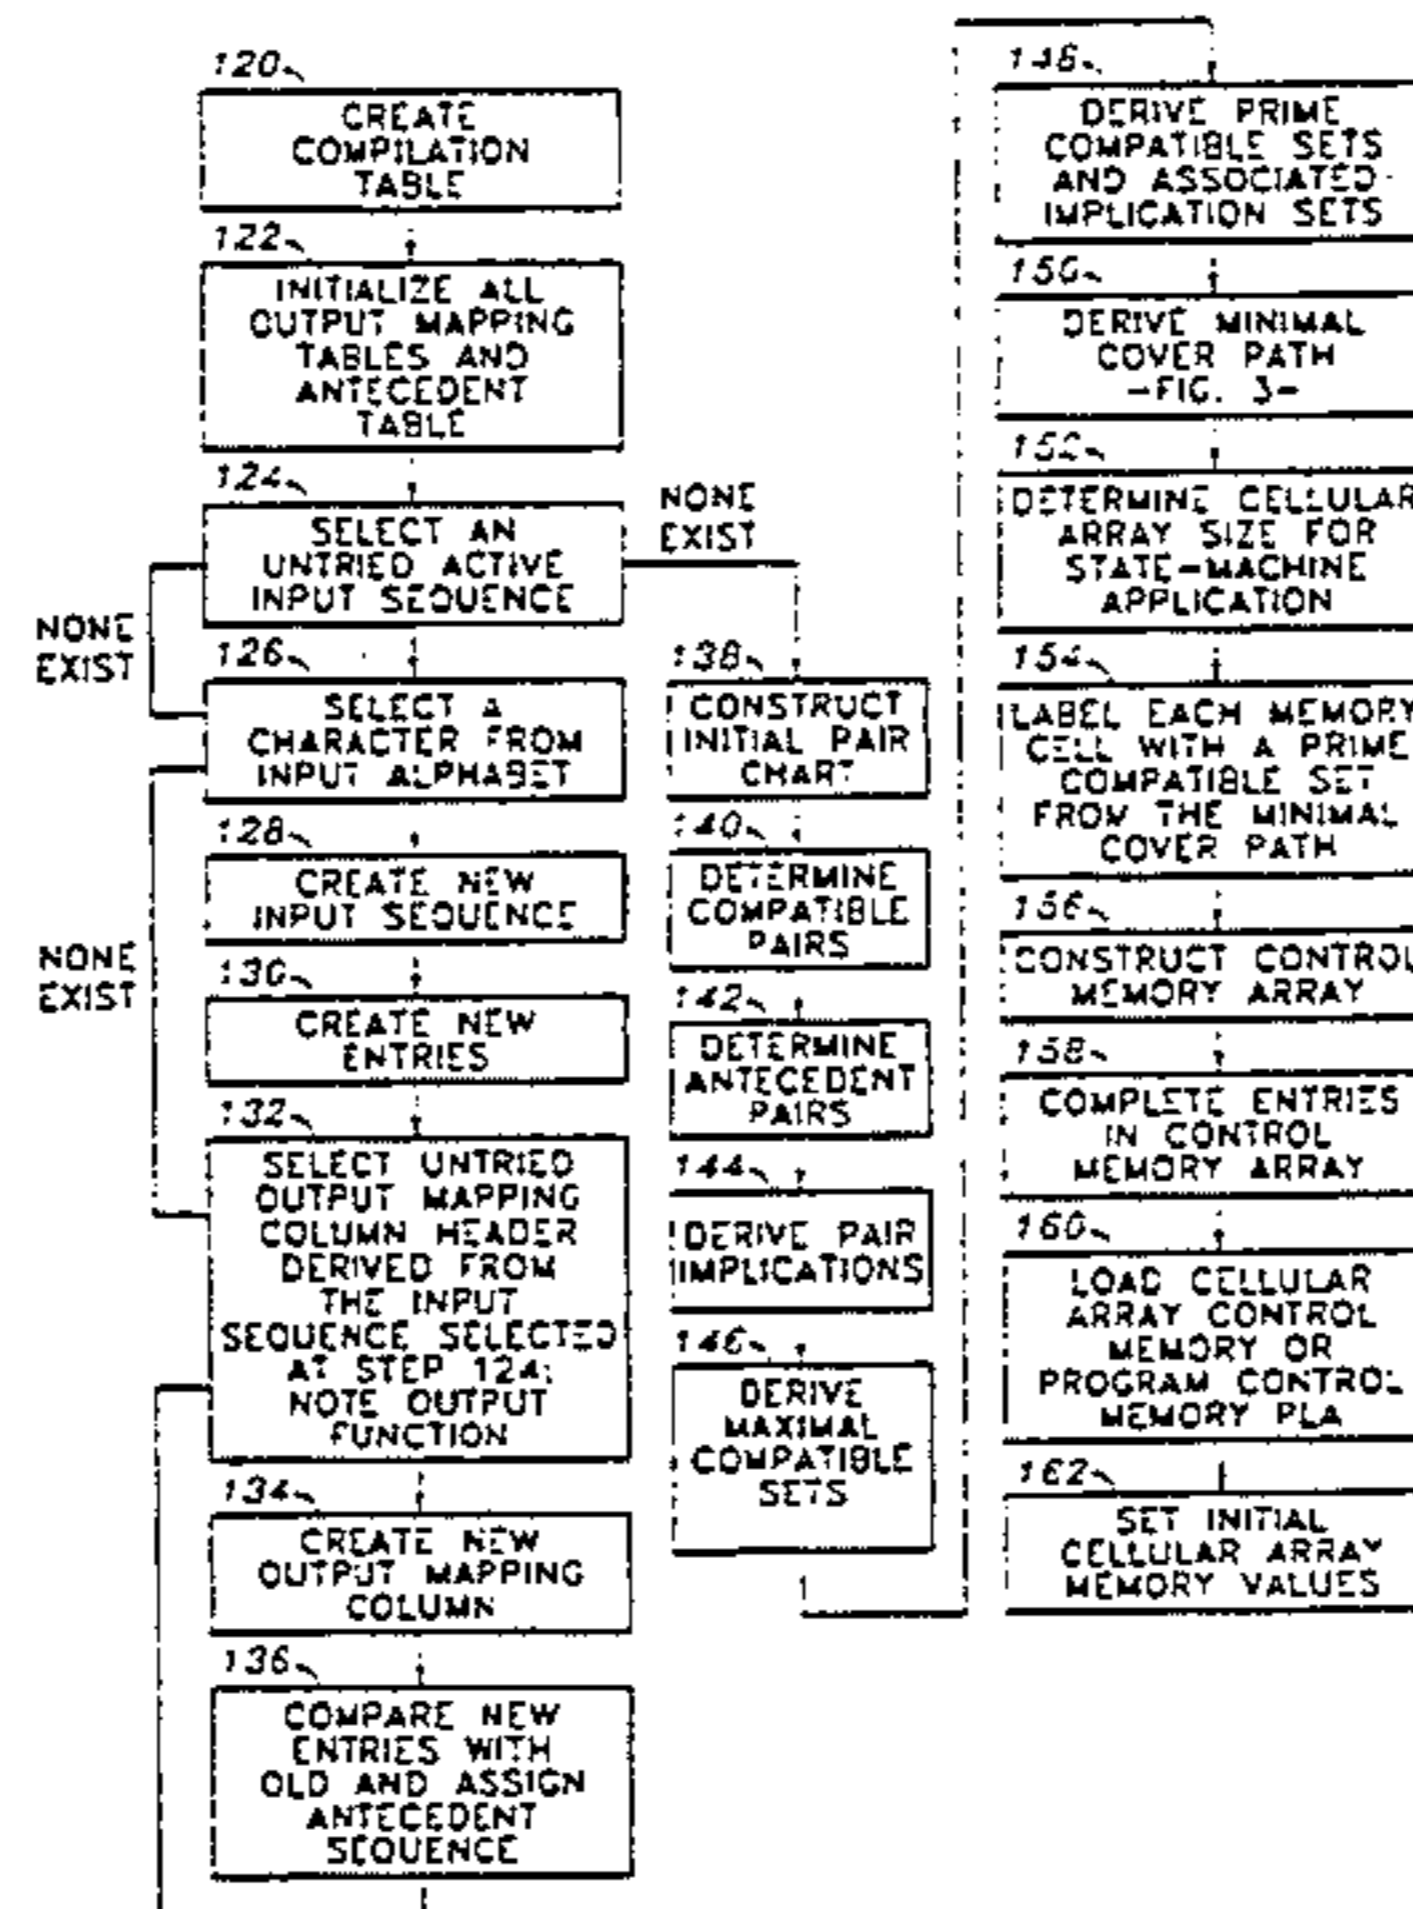 120
CREATE
COMPILATION
TABLE
122
INITIALIZE ALL
OUTPUT MAPPING
TABLES AND
ANTECEDENT
TABLE
124
SELECT AN
UNTRIED ACTIVE
INPUT SEQUENCE
NONE
EXIST
NONE
EXIST
126
SELECT A
CHARACTER FROM
INPUT ALPHABET
128
CREATE NEW
INPUT SEQUENCE
NONE
EXIST
130
CREATE NEW
ENTRIES
132
SELECT UNTRIED
OUTPUT MAPPING
COLUMN HEADER
DERIVED FROM
THE INPUT
SEQUENCE SELECTED
AT STEP 124;
NOTE OUTPUT
FUNCTION
134
CREATE NEW
OUTPUT MAPPING
COLUMN
136
COMPARE NEW
ENTRIES WITH
OLD AND ASSIGN
ANTECEDENT
SEQUENCE
138
CONSTRUCT
INITIAL PAIR
CHART
140
DETERMINE
COMPATIBLE
PAIRS
142
DETERMINE
ANTECEDENT
PAIRS
144
DERIVE PAIR
IMPLICATIONS
146
DERIVE
MAXIMAL
COMPATIBLE
SETS
148
DERIVE PRIME
COMPATIBLE SETS
AND ASSOCIATED
IMPLICATION SETS
150
DERIVE MINIMAL
COVER PATH
-FIG. 3-
152
DETERMINE CELLULAR
ARRAY SIZE FOR
STATE-MACHINE
APPLICATION
154
LABEL EACH MEMORY
CELL WITH A PRIME
COMPATIBLE SET
FROM THE MINIMAL
COVER PATH
156
CONSTRUCT CONTROL
MEMORY ARRAY
158
COMPLETE ENTRIES
IN CONTROL
MEMORY ARRAY
160
LOAD CELLULAR
ARRAY CONTROL
MEMORY OR
PROGRAM CONTROL
MEMORY PLA
162
SET INITIAL
CELLULAR ARRAY
MEMORY VALUES